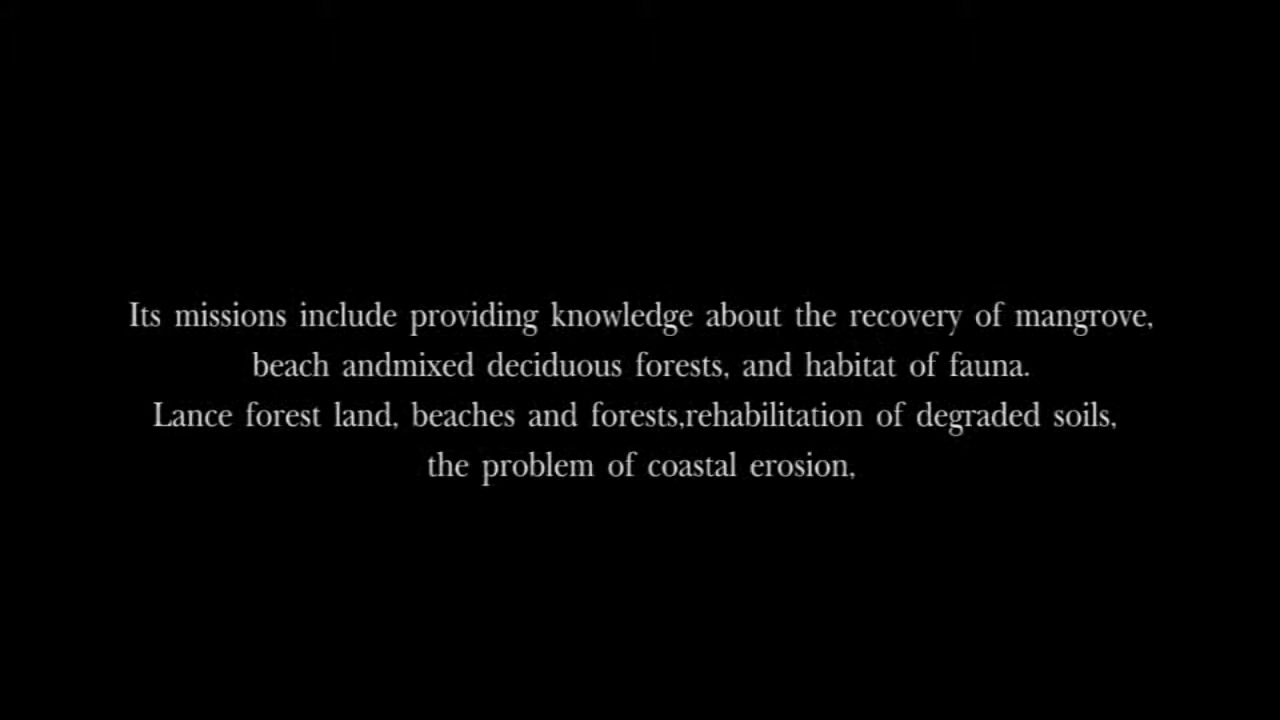 Its missions include providing knowledge about the recovery of mangrove,
beach andmixed deciduous forests, and habitat of fauna.
Lance forest land, beaches and forests,rehabilitation of degraded soils,
the problem of coastal erosion,